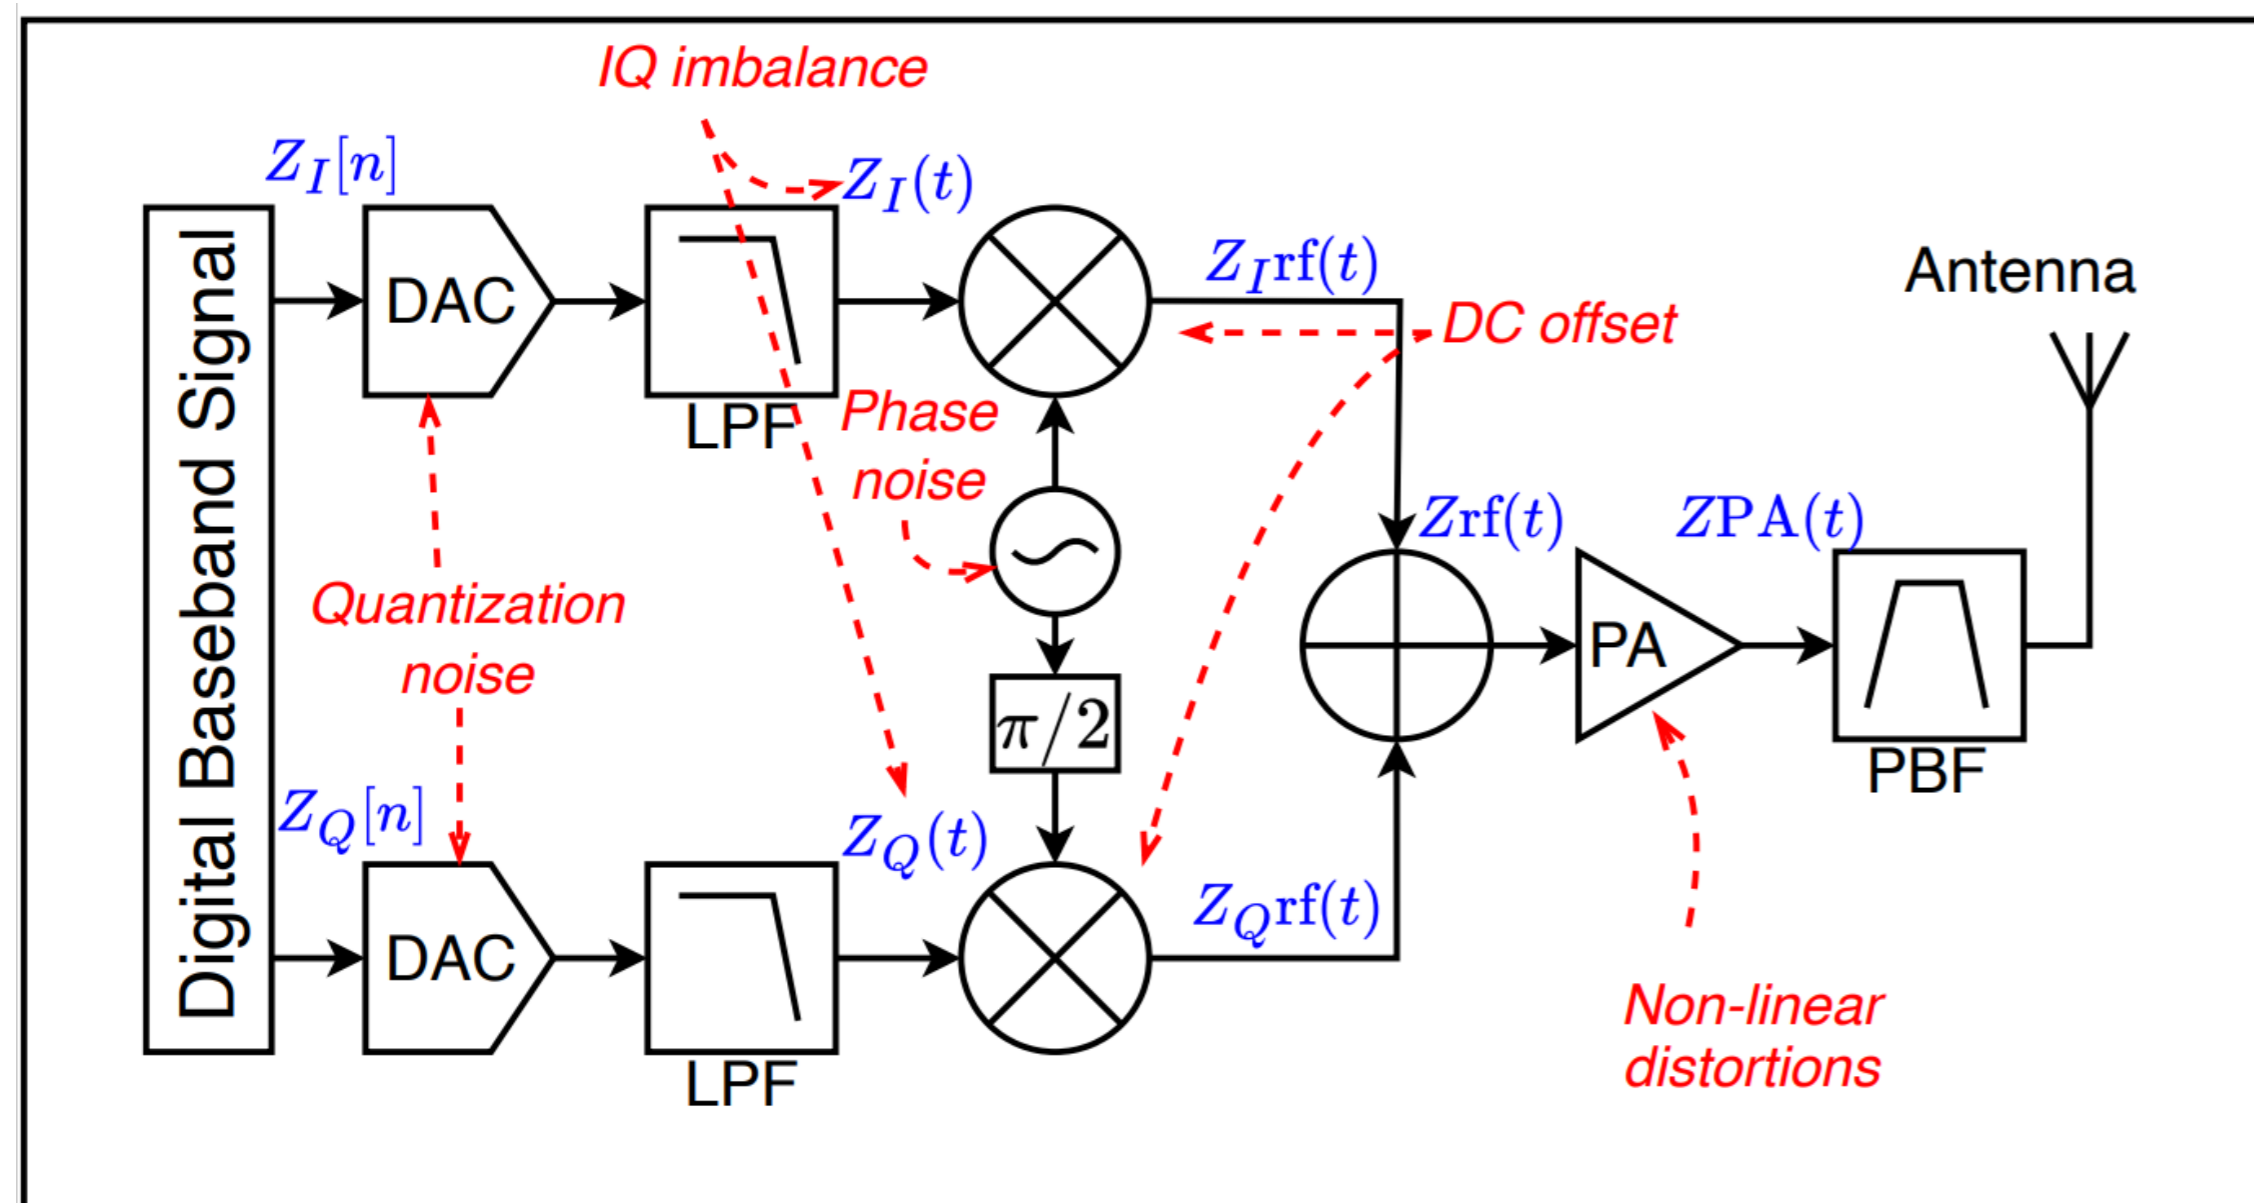 IQ imbalance
Z_I[n]
Z_I(t)
Z_Irf(t)
DC offset
Antenna
Digital Baseband Signal
DAC
LPF
Phase
noise
Zrf(t)
ZPA(t)
Quantization
noise
π/2
PA
PBF
Z_Q[n]
Z_Q(t)
Z_Qrf(t)
DAC
LPF
Non-linear
distortions